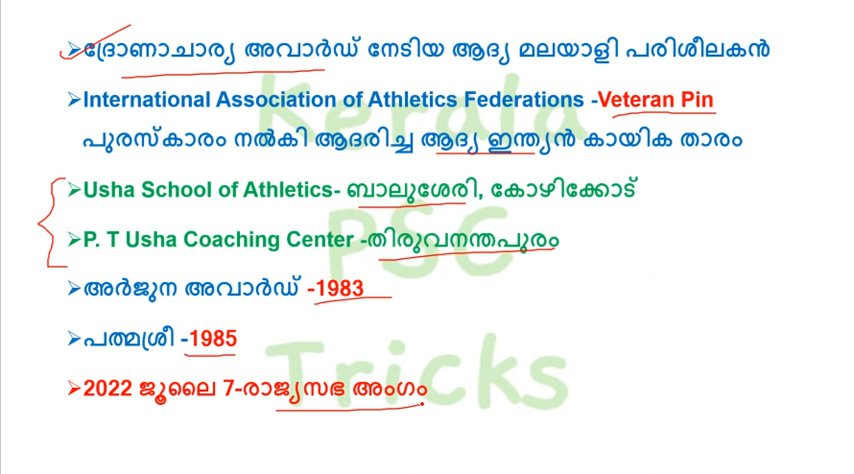 ➢ദ്രോണാചാര്യ അവാർഡ് നേടിയ ആദ്യ മലയാളി പരിശീലകൻ
➢International Association of Athletics Federations -Veteran Pin
പുരസ്കാരം നൽകി ആദരിച്ച ആദ്യ ഇന്ത്യൻ കായിക താരം
➢Usha School of Athletics- ബാലുശേരി, കോഴിക്കോട്
➢P. T Usha Coaching Center -തിരുവനന്തപുരം
➢അർജുന അവാർഡ് -1983
➢പത്മശ്രീ -1985
➢2022 ജൂലൈ 7-രാജ്യസഭ അംഗം
Kerala
PSC
Tricks